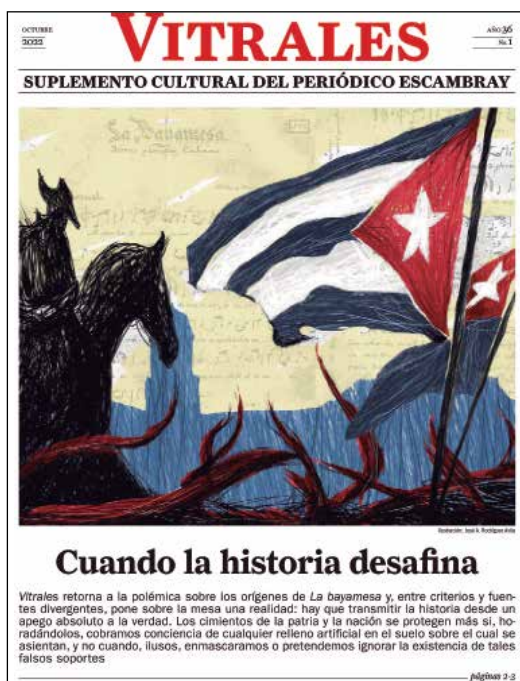 OCTUBRE
2022
VITRALES
AÑO 36
No. 1
SUPLEMENTO CULTURAL DEL PERIÓDICO ESCAMBRAY
La Bayamesa
Ilustración: José A. Rodríguez Ávila
Cuando la historia desafina
Vitrales retorna a la polémica sobre los orígenes de La bayamesa y, entre criterios y fuen-
tes divergentes, pone sobre la mesa una realidad: hay que transmitir la historia desde un
apego absoluto a la verdad. Los cimientos de la patria y la nación se protegen más si, ho-
radándolos, cobramos conciencia de cualquier relleno artificial en el suelo sobre el cual se
asientan, y no cuando, ilusos, enmascaramos o pretendemos ignorar la existencia de tales
falsos soportes
páginas 2-3